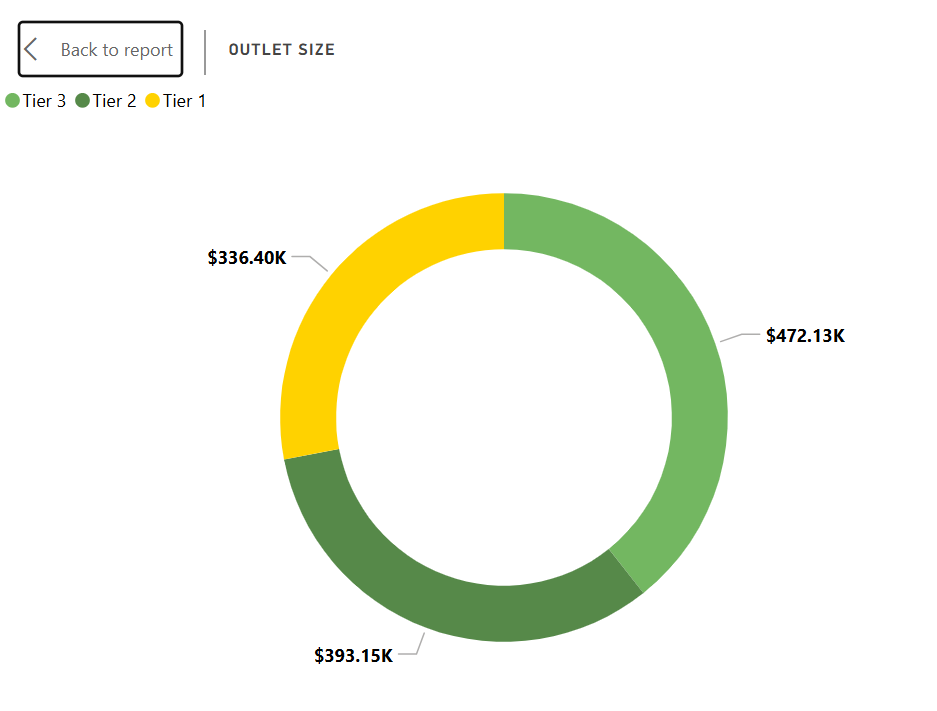 Back to report
OUTLET SIZE
Tier 3 Tier 2 Tier 1
$336.40K
$472.13K
$393.15K